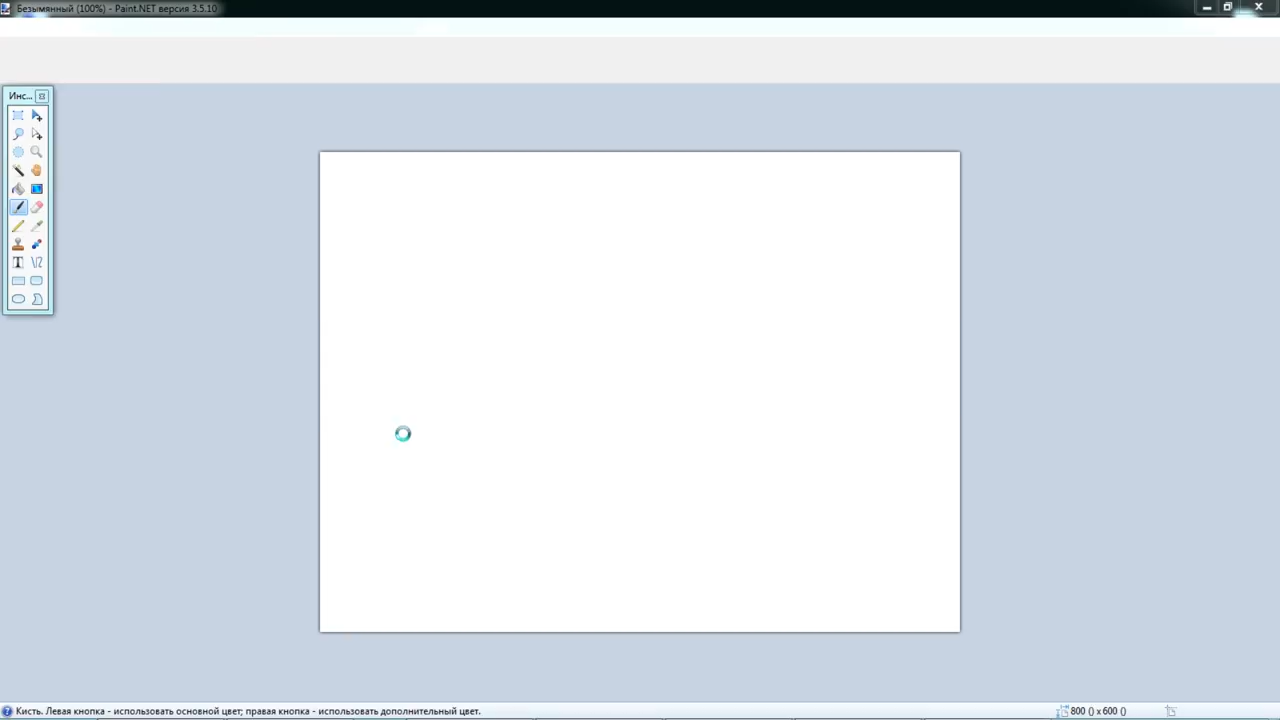 Безымянный (100%) - Paint.NET версия 3.5.10
Инс...
Кисть. Левая кнопка - использовать основной цвет; правая кнопка - использовать дополнительный цвет.
800 () x 600 ()